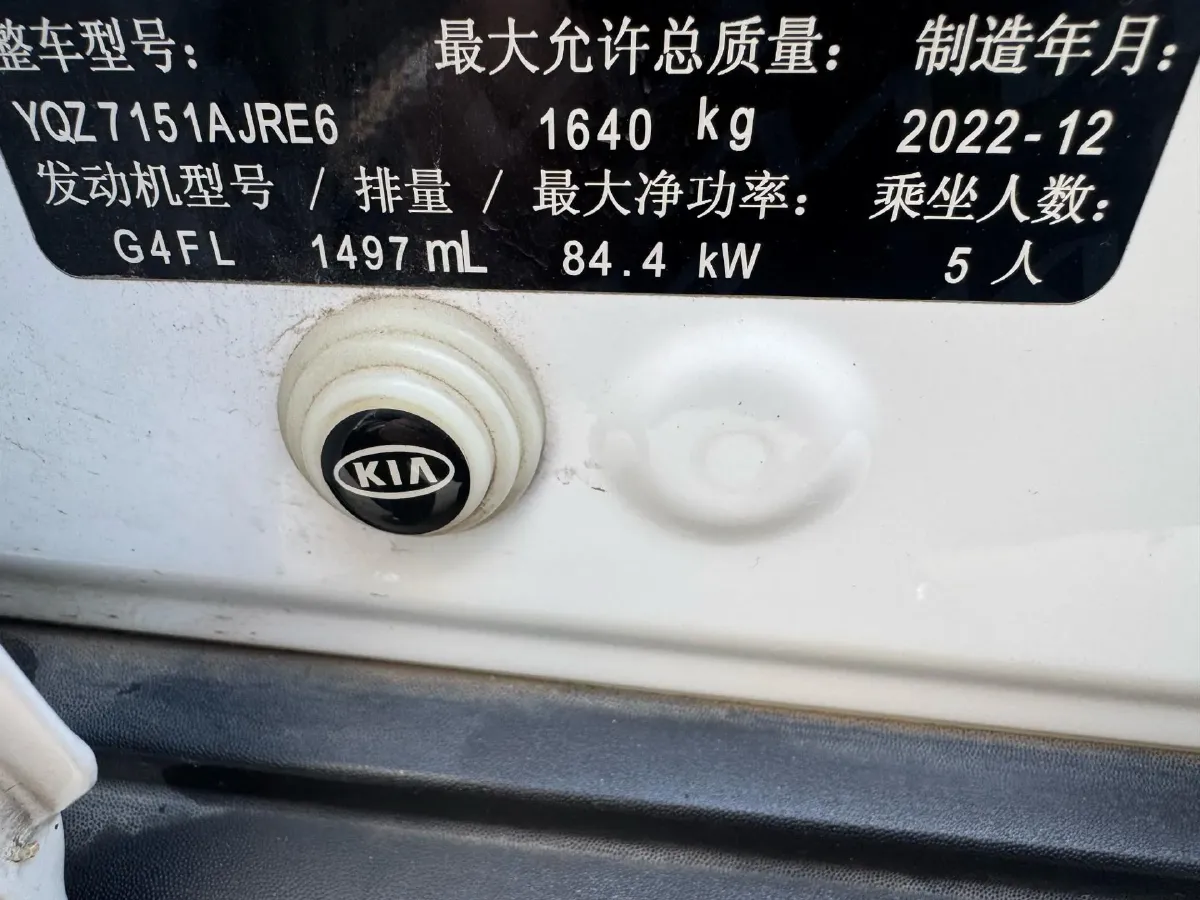 整车型号： 最大允许总质量： 制造年月：
YQZ7151AJRE6 1640 kg 2022-12
发动机型号 / 排量 / 最大净功率： 乘坐人数：
G4FL 1497 mL 84.4 kW 5 人
KIA